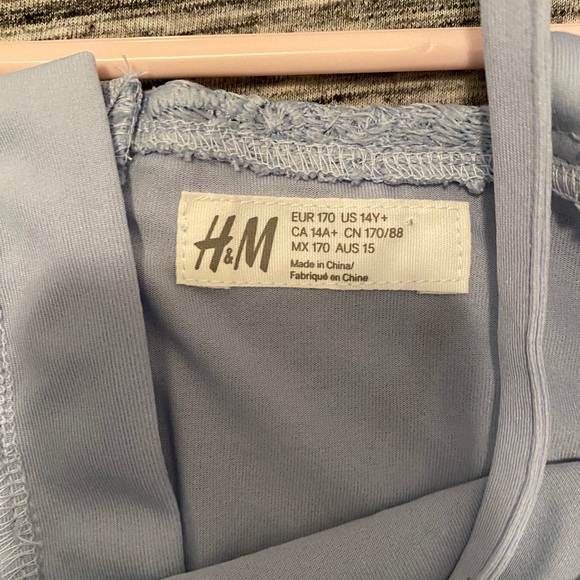 H&M
EUR 170 US 14Y+
CA 14A+ CN 170/88
MX 170 AUS 15
Made in China/
Fabriqué en Chine